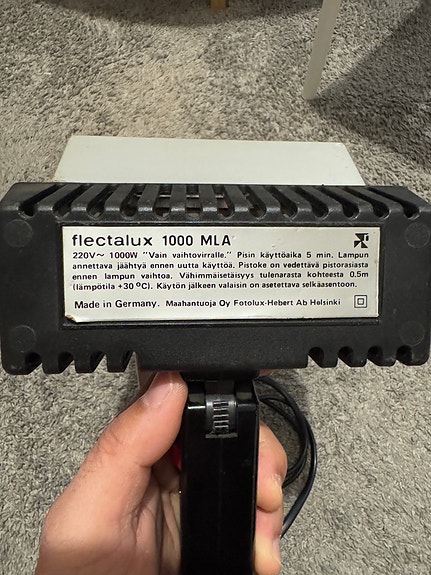 flectalux 1000 MLA
220V~ 1000W "Vain vaihtovirralle." Pisin käyttöaika 5 min. Lampun
annettava jäähtyä ennen uutta käyttöä. Pistoke on vedettävä pistorasiasta
ennen lampun vaihtoa. Vähimmäisetäisyys tulenarasta kohteesta 0.5m
(lämpötila +30 ºC). Käytön jälkeen valaisin on asetettava selkäasentoon.
Made in Germany. Maahantuoja Oy Fotolux-Hebert Ab Helsinki